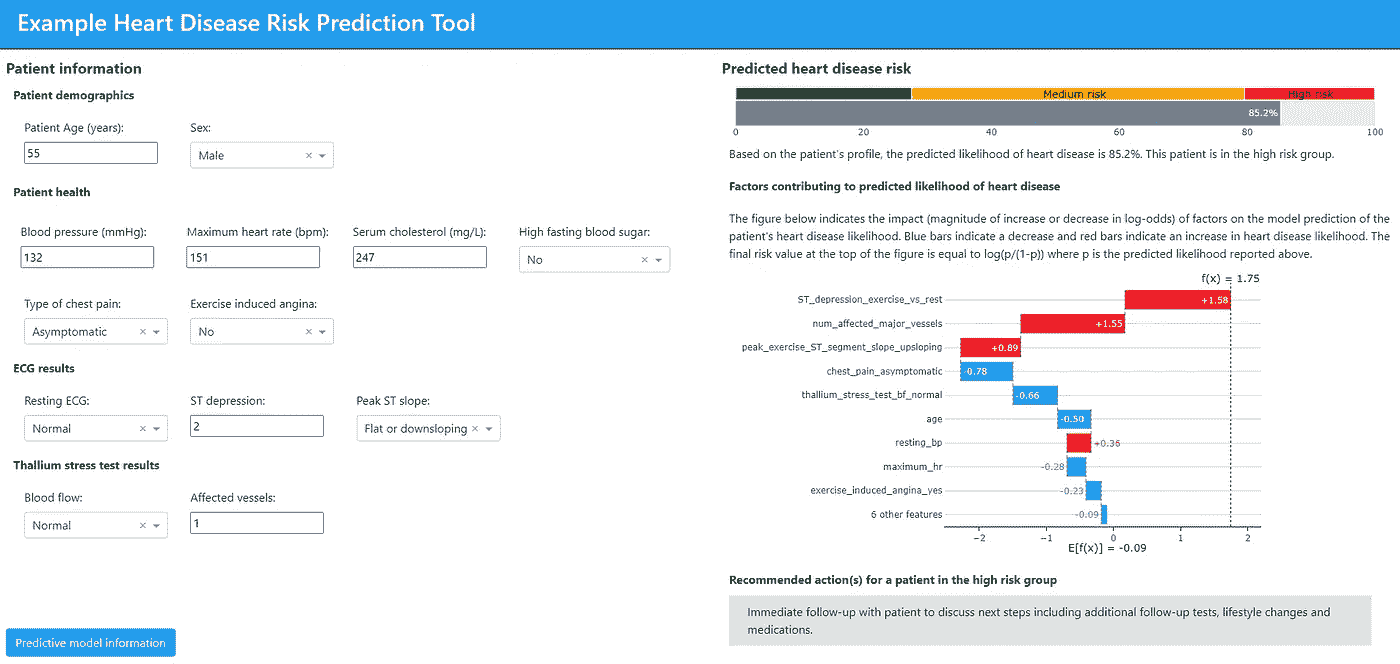 Example Heart Disease Risk Prediction Tool
Patient information
Patient demographics
Patient Age (years):
Sex:
55
Male
Patient health
Blood pressure (mmHg):
Maximum heart rate (bpm):
Serum cholesterol (mg/L):
High fasting blood sugar:
132
151
247
No
Type of chest pain:
Exercise induced angina:
Asymptomatic
No
ECG results
Resting ECG:
ST depression:
Peak ST slope:
Normal
2
Flat or downsloping
Thallium stress test results
Blood flow:
Affected vessels:
Normal
1
Predictive model information
Predicted heart disease risk
Medium risk
High risk
85.2%
0 20 40 60 80 100
Based on the patient's profile, the predicted likelihood of heart disease is 85.2%. This patient is in the high risk group.
Factors contributing to predicted likelihood of heart disease
The figure below indicates the impact (magnitude of increase or decrease in log-odds) of factors on the model prediction of the
patient's heart disease likelihood. Blue bars indicate a decrease and red bars indicate an increase in heart disease likelihood. The
final risk value at the top of the figure is equal to log(p/(1-p)) where p is the predicted likelihood reported above.
f(x) = 1.75
ST_depression_exercise_vs_rest +1.58
num_affected_major_vessels +1.55
peak_exercise_ST_segment_slope_upsloping +0.89
chest_pain_asymptomatic -0.78
thallium_stress_test_bf_normal -0.66
age -0.50
resting_bp +0.36
maximum_hr -0.28
exercise_induced_angina_yes -0.23
6 other features -0.09
−2 −1 0 1 2
E[f(x)] = -0.09
Recommended action(s) for a patient in the high risk group
Immediate follow-up with patient to discuss next steps including additional follow-up tests, lifestyle changes and
medications.